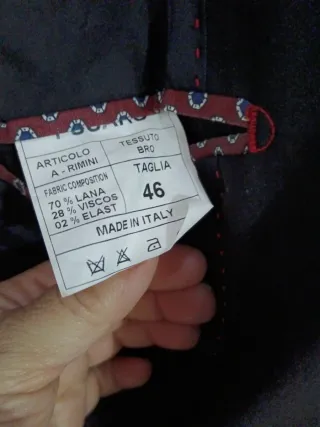 ARTICOLO
A - RIMINI
TESSUTO
BRO
FABRIC COMPOSITION
70 % LANA
28 % VISCOS
02 % ELAST
TAGLIA
46
MADE IN ITALY